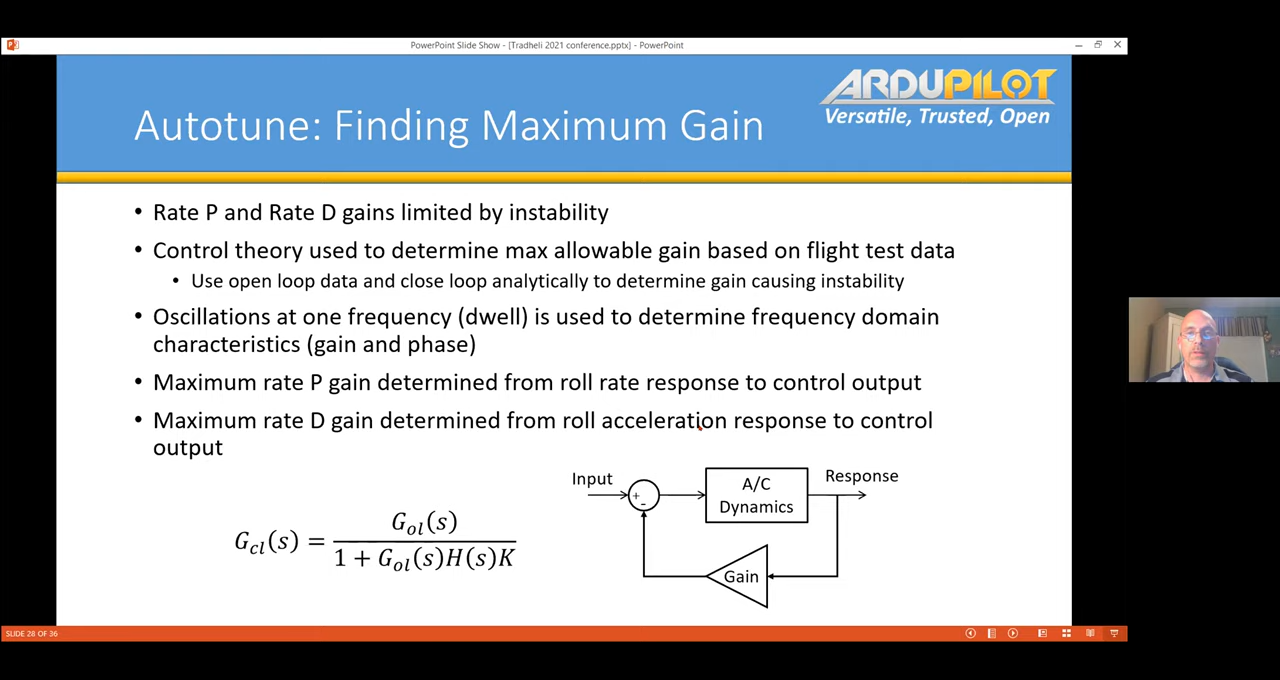 PowerPoint Slide Show - [Tradheli 2021 conference.pptx] - PowerPoint
ARDUPILOT
Versatile, Trusted, Open
Autotune: Finding Maximum Gain
• Rate P and Rate D gains limited by instability
• Control theory used to determine max allowable gain based on flight test data
• Use open loop data and close loop analytically to determine gain causing instability
• Oscillations at one frequency (dwell) is used to determine frequency domain
characteristics (gain and phase)
• Maximum rate P gain determined from roll rate response to control output
• Maximum rate D gain determined from roll acceleration response to control
output
G_cl(s) = G_ol(s) / (1 + G_ol(s)H(s)K)
Input
+
-
A/C
Dynamics
Response
Gain
SLIDE 28 OF 36